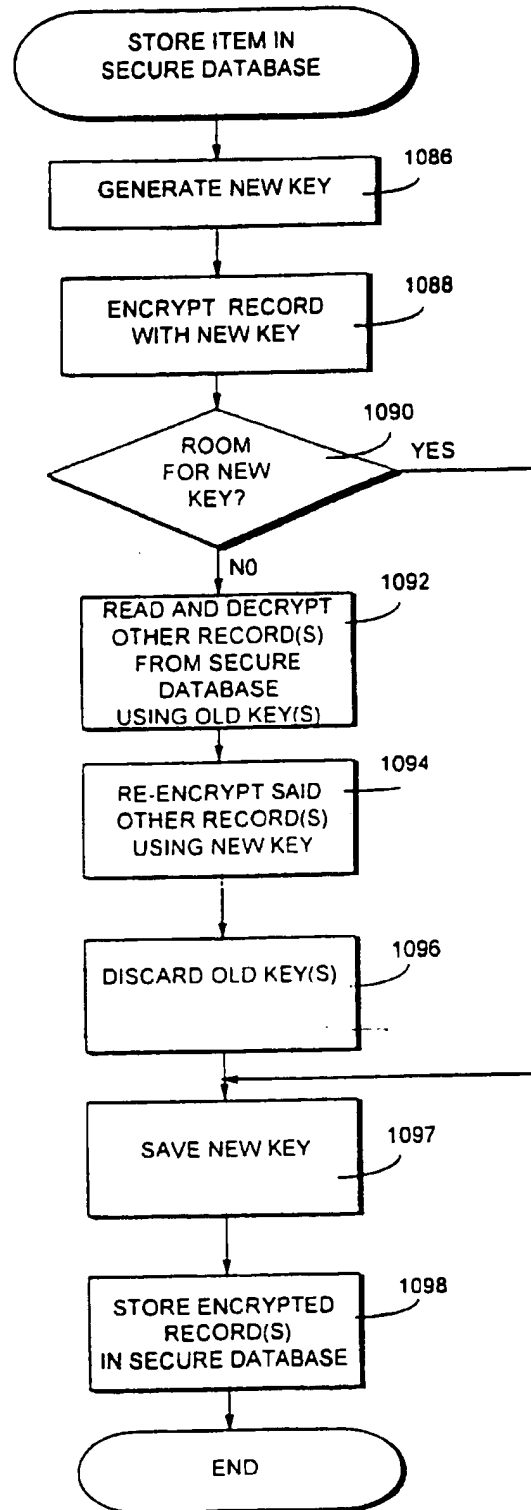 STORE ITEM IN
SECURE DATABASE
1086
GENERATE NEW KEY
1088
ENCRYPT RECORD
WITH NEW KEY
1090
ROOM
FOR NEW
KEY?
YES
NO
1092
READ AND DECRYPT
OTHER RECORD(S)
FROM SECURE
DATABASE
USING OLD KEY(S)
1094
RE-ENCRYPT SAID
OTHER RECORD(S)
USING NEW KEY
1096
DISCARD OLD KEY(S)
1097
SAVE NEW KEY
1098
STORE ENCRYPTED
RECORD(S)
IN SECURE DATABASE
END